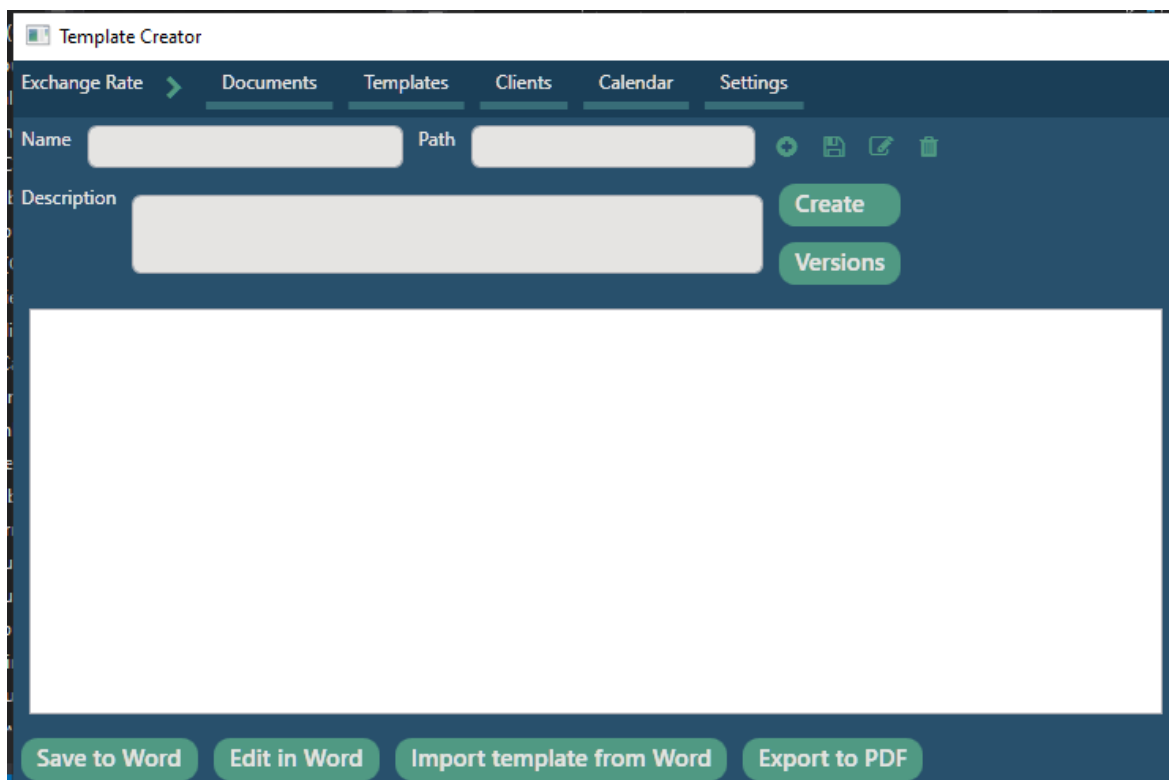 Template Creator
Exchange Rate Documents Templates Clients Calendar Settings
Name Path
Description
Create
Versions
Save to Word Edit in Word Import template from Word Export to PDF